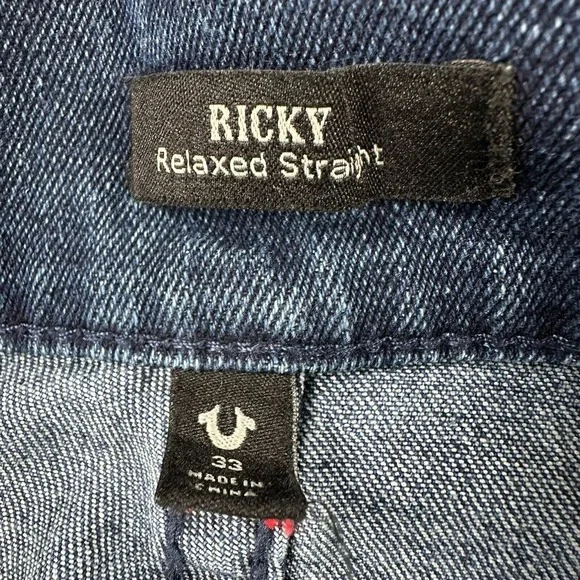 RICKY
Relaxed Straight
33
MADE IN
CHINA